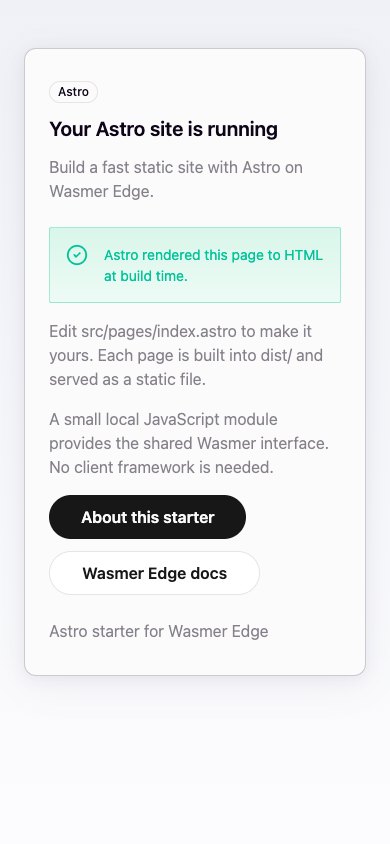 Astro
Your Astro site is running
Build a fast static site with Astro on
Wasmer Edge.
Astro rendered this page to HTML
at build time.
Edit src/pages/index.astro to make it
yours. Each page is built into dist/ and
served as a static file.
A small local JavaScript module
provides the shared Wasmer interface.
No client framework is needed.
About this starter
Wasmer Edge docs
Astro starter for Wasmer Edge